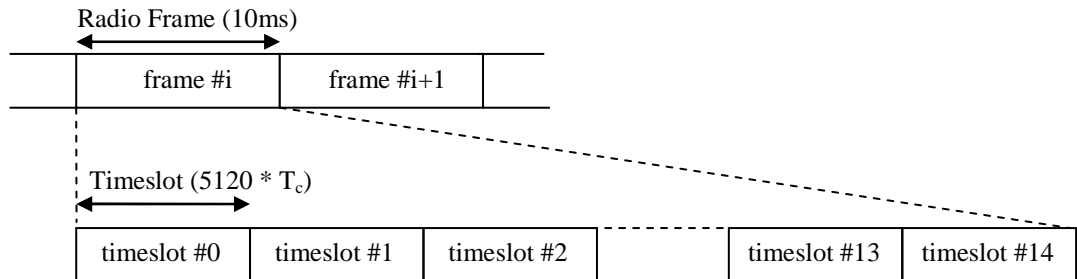 Radio Frame (10ms)
frame #i frame #i+1
Timeslot (5120 * Tc)
timeslot #0 timeslot #1 timeslot #2 timeslot #13 timeslot #14